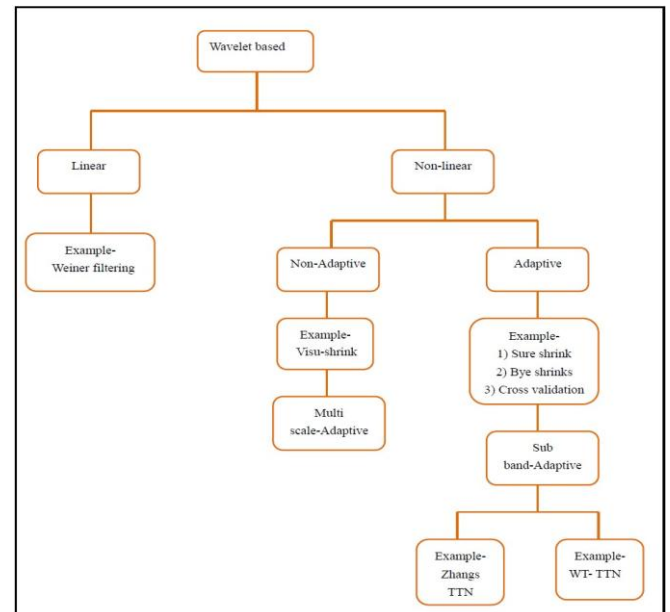 Wavelet based
Linear
Non-linear
Example-
Weiner filtering
Non-Adaptive
Adaptive
Example-
Visu-shrink
Example-
1) Sure shrink
2) Bye shrinks
3) Cross validation
Multi
scale-Adaptive
Sub
band-Adaptive
Example-
Zhangs
TTN
Example-
WT- TTN